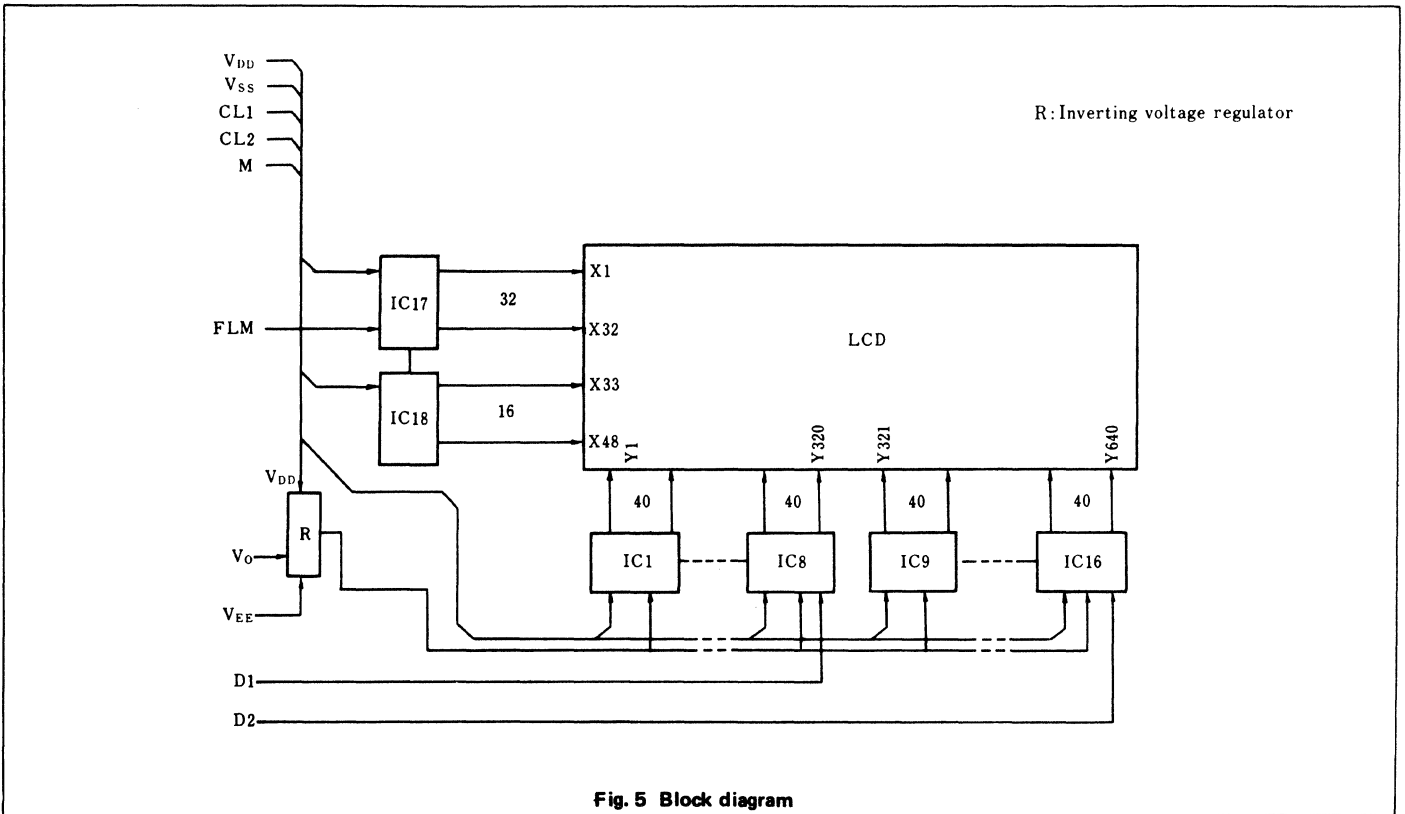 VDD
VSS
CL1
CL2
M
R:Inverting voltage regulator
FLM
IC17
32
X1
X32
LCD
IC18
16
X33
X48
Y1
Y320
Y321
Y640
VDD
R
VO
VEE
40
40
40
40
IC1
IC8
IC9
IC16
D1
D2
Fig. 5 Block diagram